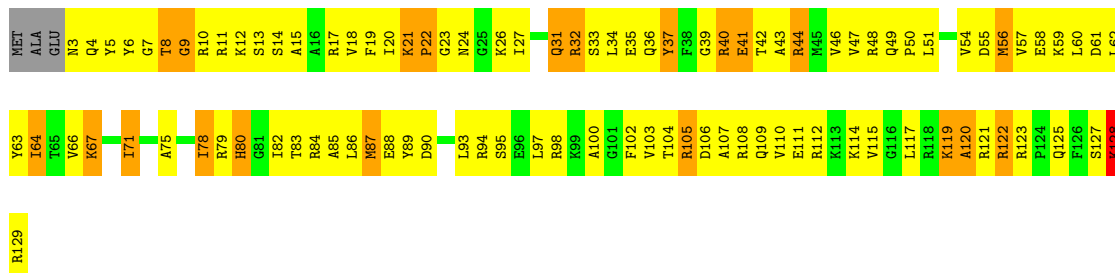 MET ALA GLU N3 Q4 Y5 Y6 G7 T8 G9 R10 R11 K12 S13 S14 A15 A16 R17 V18 F19 I20 K21 P22 G23 N24 G25 K26 I27 Q31 R32 S33 L34 E35 Q36 Y37 F38 G39 R40 E41 T42 A43 R44 M45 V46 V47 R48 Q49 P50 L51 V54 D55 M56 V57 E58 K59 L60 D61
Y63 I64 T65 V66 K67 I71 A75 I78 R79 H80 G81 I82 T83 R84 A85 L86 M87 E88 Y89 D90 L93 R94 S95 E96 L97 R98 K99 A100 G101 F102 V103 T104 R105 D106 A107 R108 Q109 V110 E111 R112 K113 K114 V115 G116 L117 R118 K119 A120 R121 R122 R123 P124 Q125 F126 S127 K128
R129